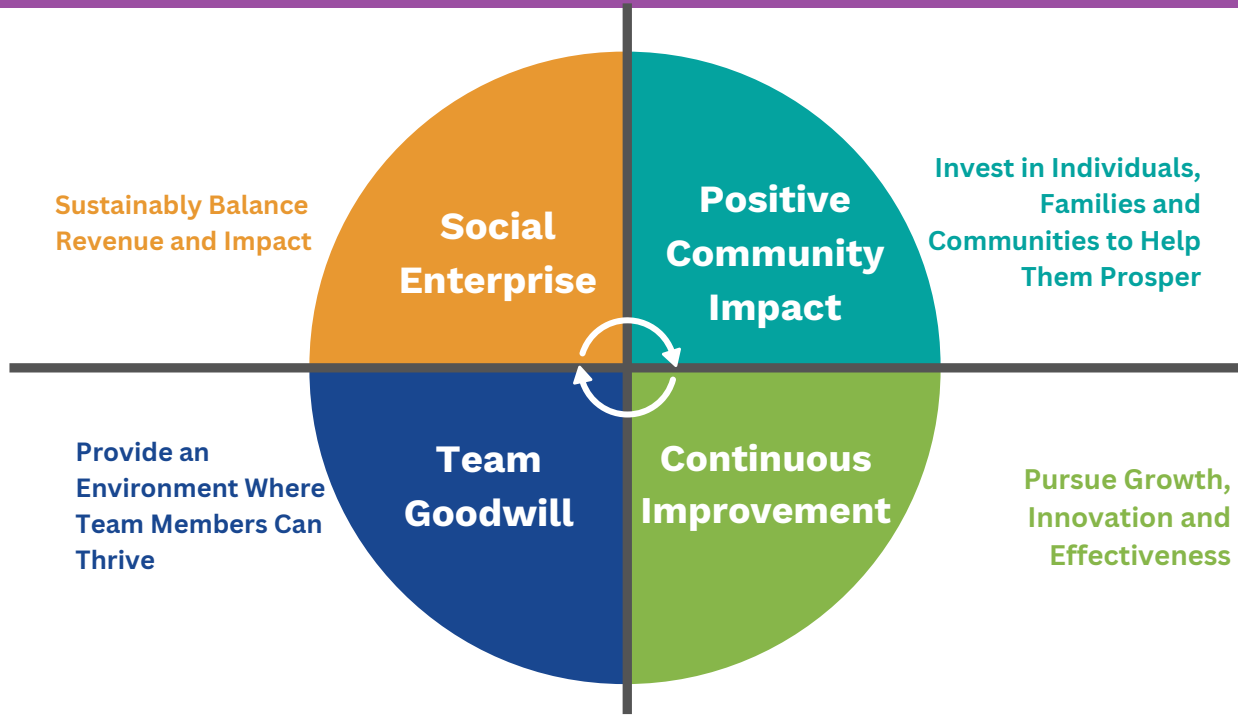 Sustainably Balance
Revenue and Impact
Social
Enterprise
Positive
Community
Impact
Invest in Individuals,
Families and
Communities to Help
Them Prosper
Provide an
Environment Where
Team Members Can
Thrive
Team
Goodwill
Continuous
Improvement
Pursue Growth,
Innovation and
Effectiveness